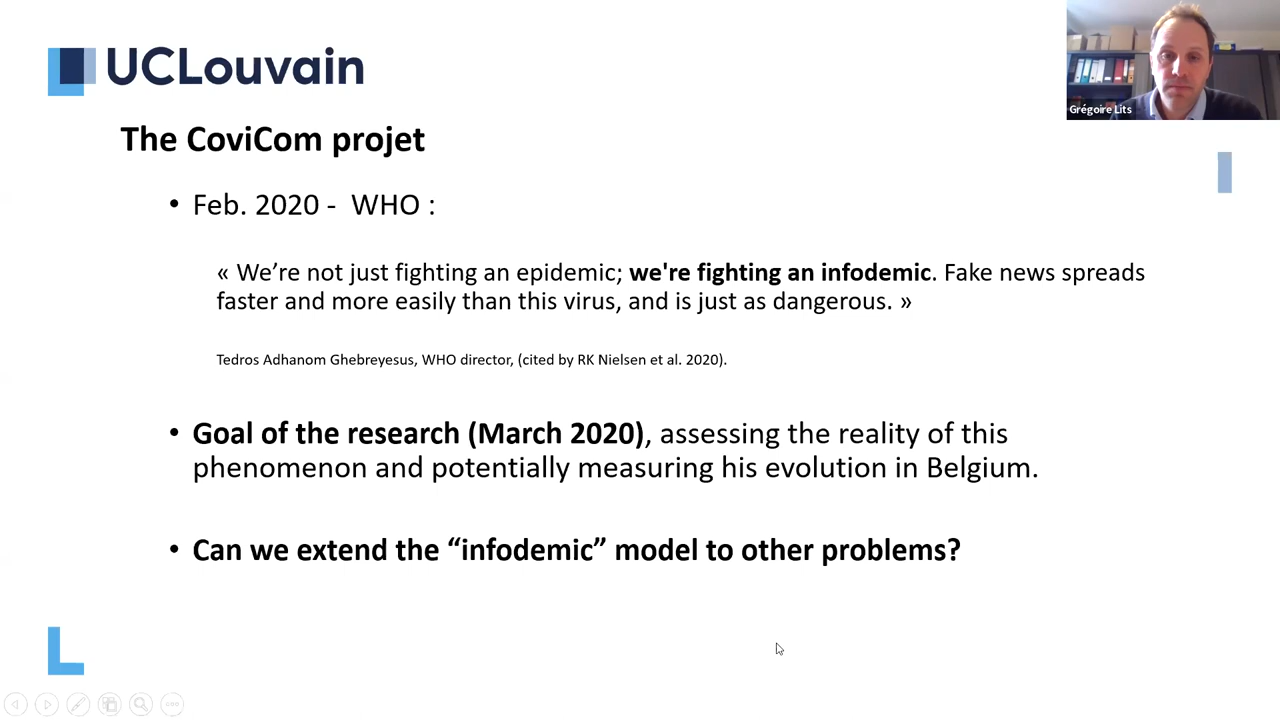 UCLouvain
Grégoire Lits
The CoviCom projet
• Feb. 2020 -  WHO :
« We’re not just fighting an epidemic; we're fighting an infodemic. Fake news spreads
faster and more easily than this virus, and is just as dangerous. »
Tedros Adhanom Ghebreyesus, WHO director, (cited by RK Nielsen et al. 2020).
• Goal of the research (March 2020), assessing the reality of this
phenomenon and potentially measuring his evolution in Belgium.
• Can we extend the “infodemic” model to other problems?